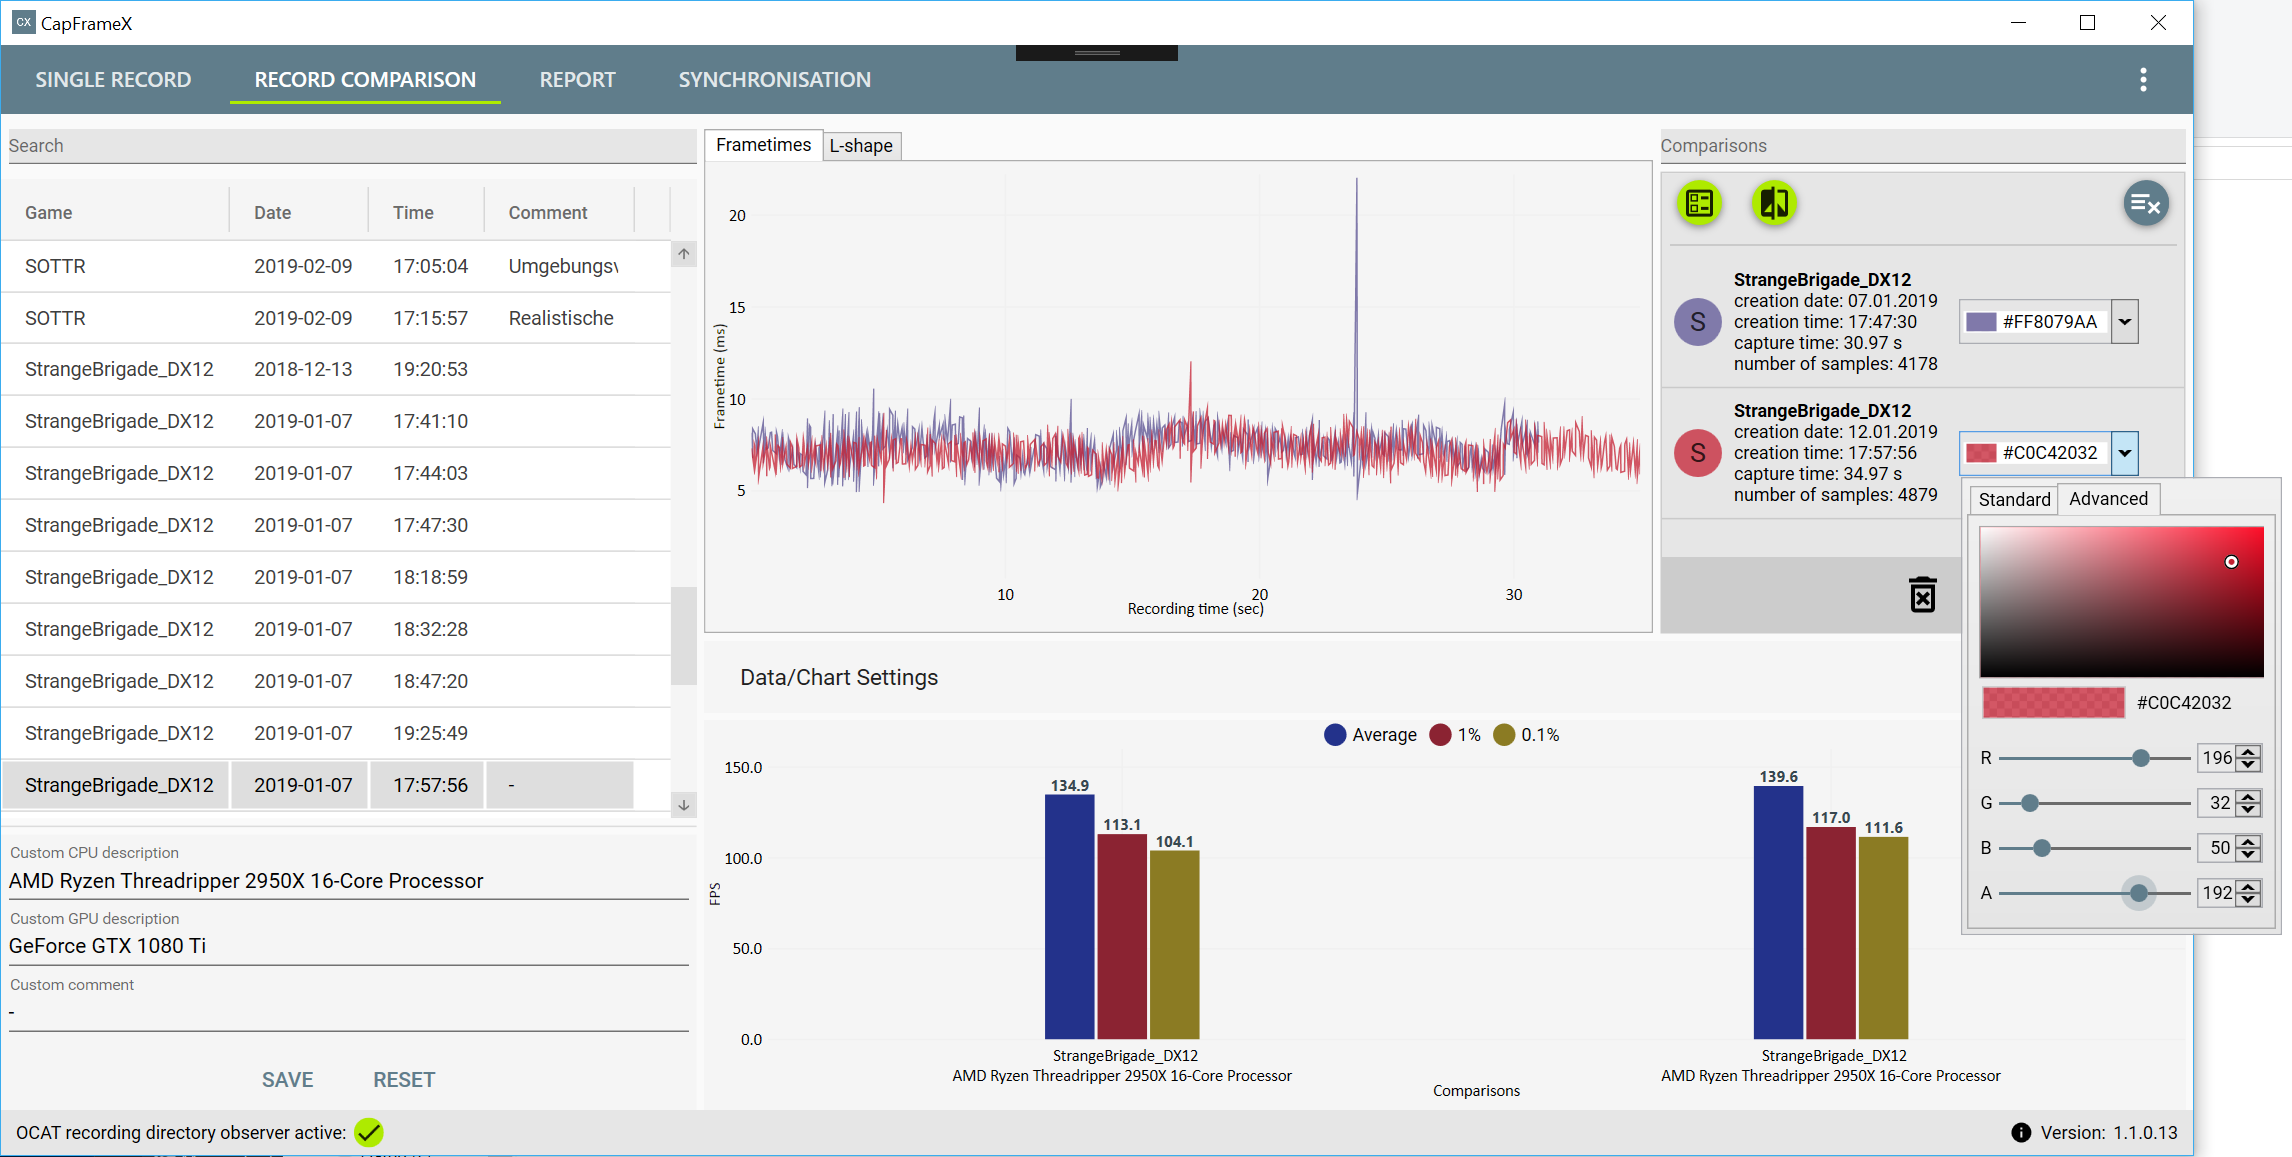 CX CapFrameX
SINGLE RECORD RECORD COMPARISON REPORT SYNCHRONISATION
Search
Game Date Time Comment
SOTTR 2019-02-09 17:05:04 Umgebungsv
SOTTR 2019-02-09 17:15:57 Realistische
StrangeBrigade_DX12 2018-12-13 19:20:53
StrangeBrigade_DX12 2019-01-07 17:41:10
StrangeBrigade_DX12 2019-01-07 17:44:03
StrangeBrigade_DX12 2019-01-07 17:47:30
StrangeBrigade_DX12 2019-01-07 18:18:59
StrangeBrigade_DX12 2019-01-07 18:32:28
StrangeBrigade_DX12 2019-01-07 18:47:20
StrangeBrigade_DX12 2019-01-07 19:25:49
StrangeBrigade_DX12 2019-01-07 17:57:56 -
Custom CPU description
AMD Ryzen Threadripper 2950X 16-Core Processor
Custom GPU description
GeForce GTX 1080 Ti
Custom comment
-
SAVE RESET
Frametimes L-shape
Frametime (ms)
20
15
10
5
10 20 30
Recording time (sec)
Comparisons
S
StrangeBrigade_DX12
creation date: 07.01.2019
creation time: 17:47:30
capture time: 30.97 s
number of samples: 4178
#FF8079AA
S
StrangeBrigade_DX12
creation date: 12.01.2019
creation time: 17:57:56
capture time: 34.97 s
number of samples: 4879
#C0C42032
Standard Advanced
#C0C42032
R 196
G 32
B 50
A 192
Data/Chart Settings
Average 1% 0.1%
FPS
150.0
100.0
50.0
0.0
134.9
113.1
104.1
139.6
117.0
111.6
StrangeBrigade_DX12
AMD Ryzen Threadripper 2950X 16-Core Processor
StrangeBrigade_DX12
AMD Ryzen Threadripper 2950X 16-Core Processor
Comparisons
OCAT recording directory observer active:
Version: 1.1.0.13